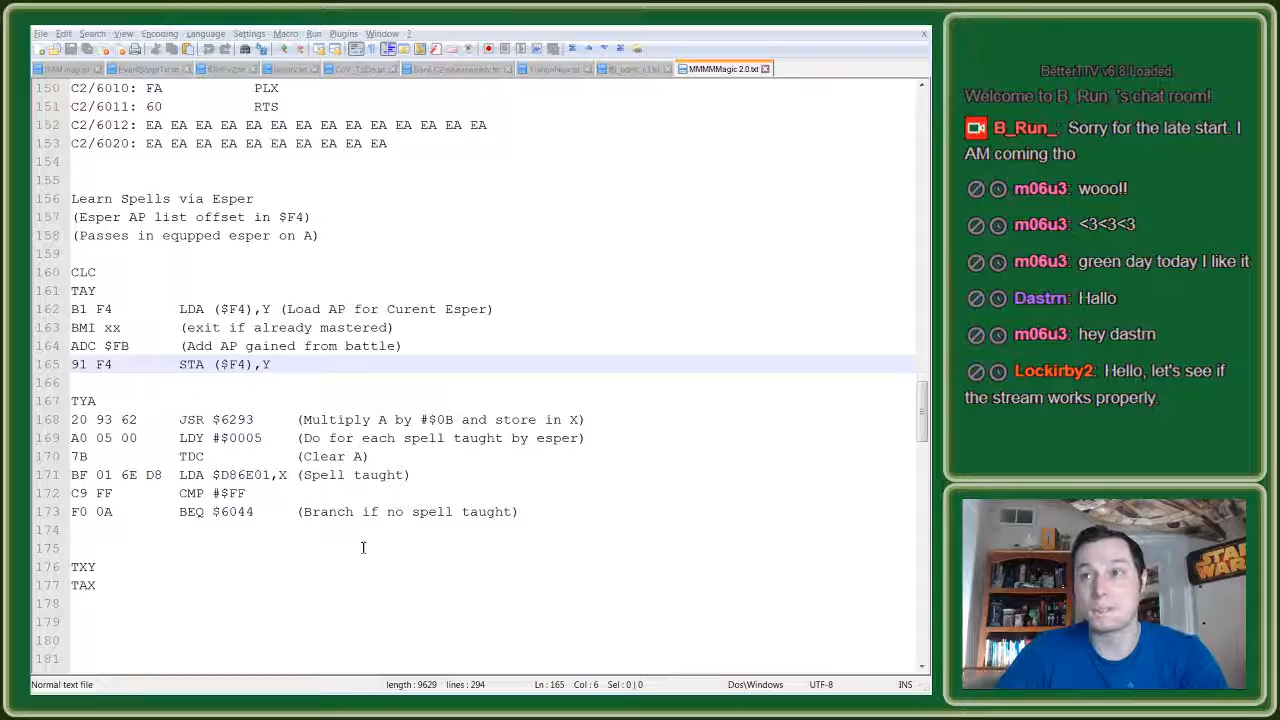 File Edit Search View Encoding Language Settings Macro Run Plugins Window ?
MMMMagic 2.0.txt
150 C2/6010: FA PLX
151 C2/6011: 60 RTS
152 C2/6012: EA EA EA EA EA EA EA EA EA EA EA EA EA EA
153 C2/6020: EA EA EA EA EA EA EA EA EA EA
154
155
156 Learn Spells via Esper
157 (Esper AP list offset in $F4)
158 (Passes in equpped esper on A)
159
160 CLC
161 TAY
162 B1 F4 LDA ($F4),Y (Load AP for Curent Esper)
163 BMI xx (exit if already mastered)
164 ADC $FB (Add AP gained from battle)
165 91 F4 STA ($F4),Y
166
167 TYA
168 20 93 62 JSR $6293 (Multiply A by #$0B and store in X)
169 A0 05 00 LDY #$0005 (Do for each spell taught by esper)
170 7B TDC (Clear A)
171 BF 01 6E D8 LDA $D86E01,X (Spell taught)
172 C9 FF CMP #$FF
173 F0 0A BEQ $6044 (Branch if no spell taught)
174
175
176 TXY
177 TAX
178
179
180
181
Normal text file length : 9629 lines : 294 Ln : 165 Col : 6 Sel : 0 | 0 Dos\Windows UTF-8 INS
BetterTTV v6.8 Loaded
Welcome to B_Run_'s chat room!
B_Run_: Sorry for the late start. I
AM coming tho
m06u3: wooo!!
m06u3: <3<3<3
m06u3: green day today I like it
Dastrn: Hallo
m06u3: hey dastrn
Lockirby2: Hello, let's see if
the stream works properly.
STAR
WARS